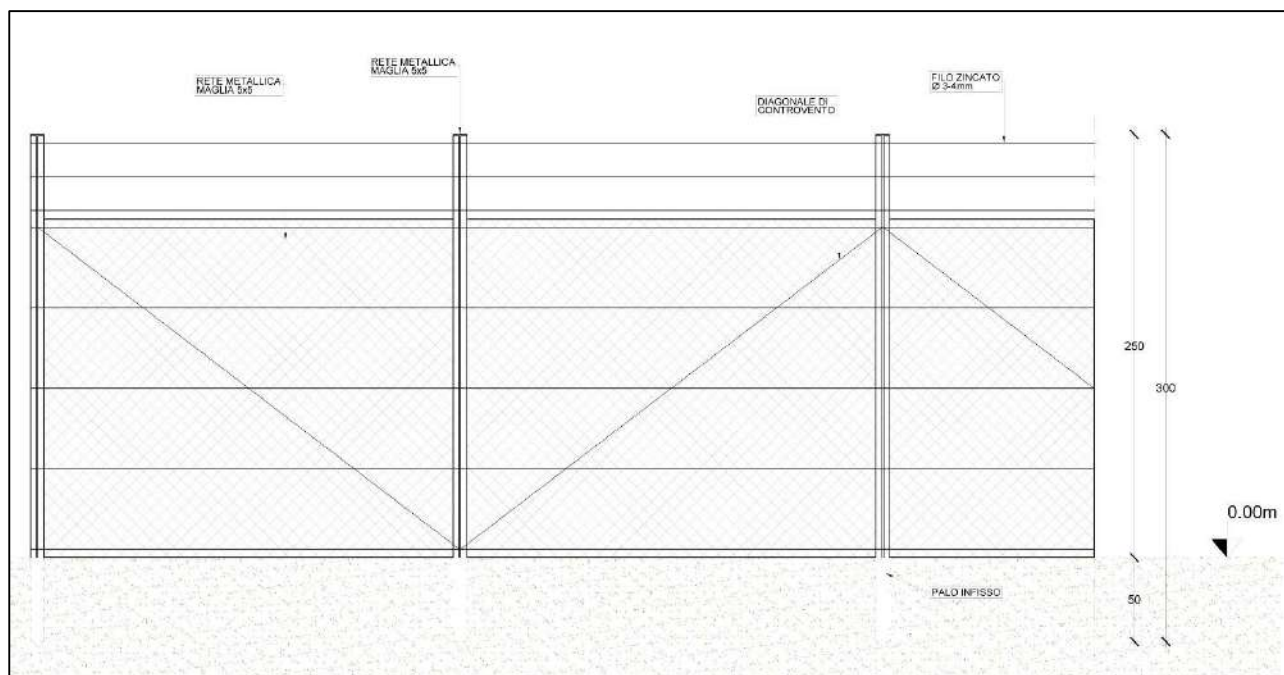 RETE METALLICA
MAGLIA 5x5
RETE METALLICA
MAGLIA 5x5
DIAGONALE DI
CONTROVENTO
FILO ZINCATO
Ø 3-4mm
250
300
0.00m
50
PALO INFISSO